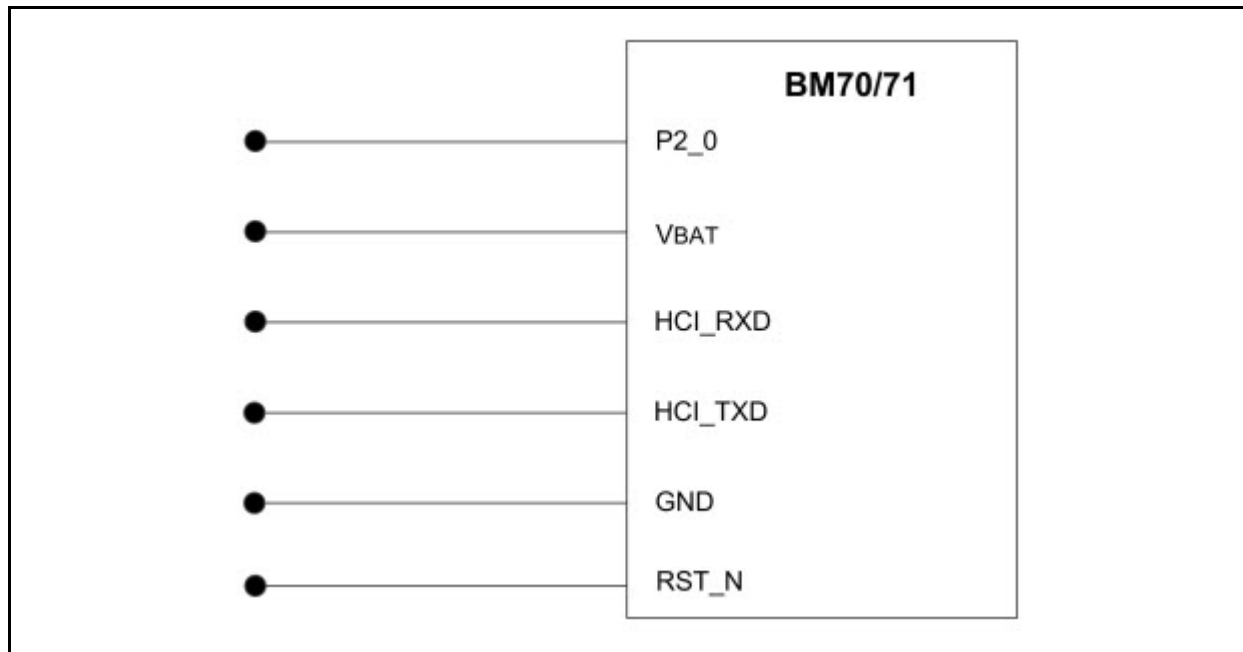 BM70/71
P2_0
VBAT
HCI_RXD
HCI_TXD
GND
RST_N